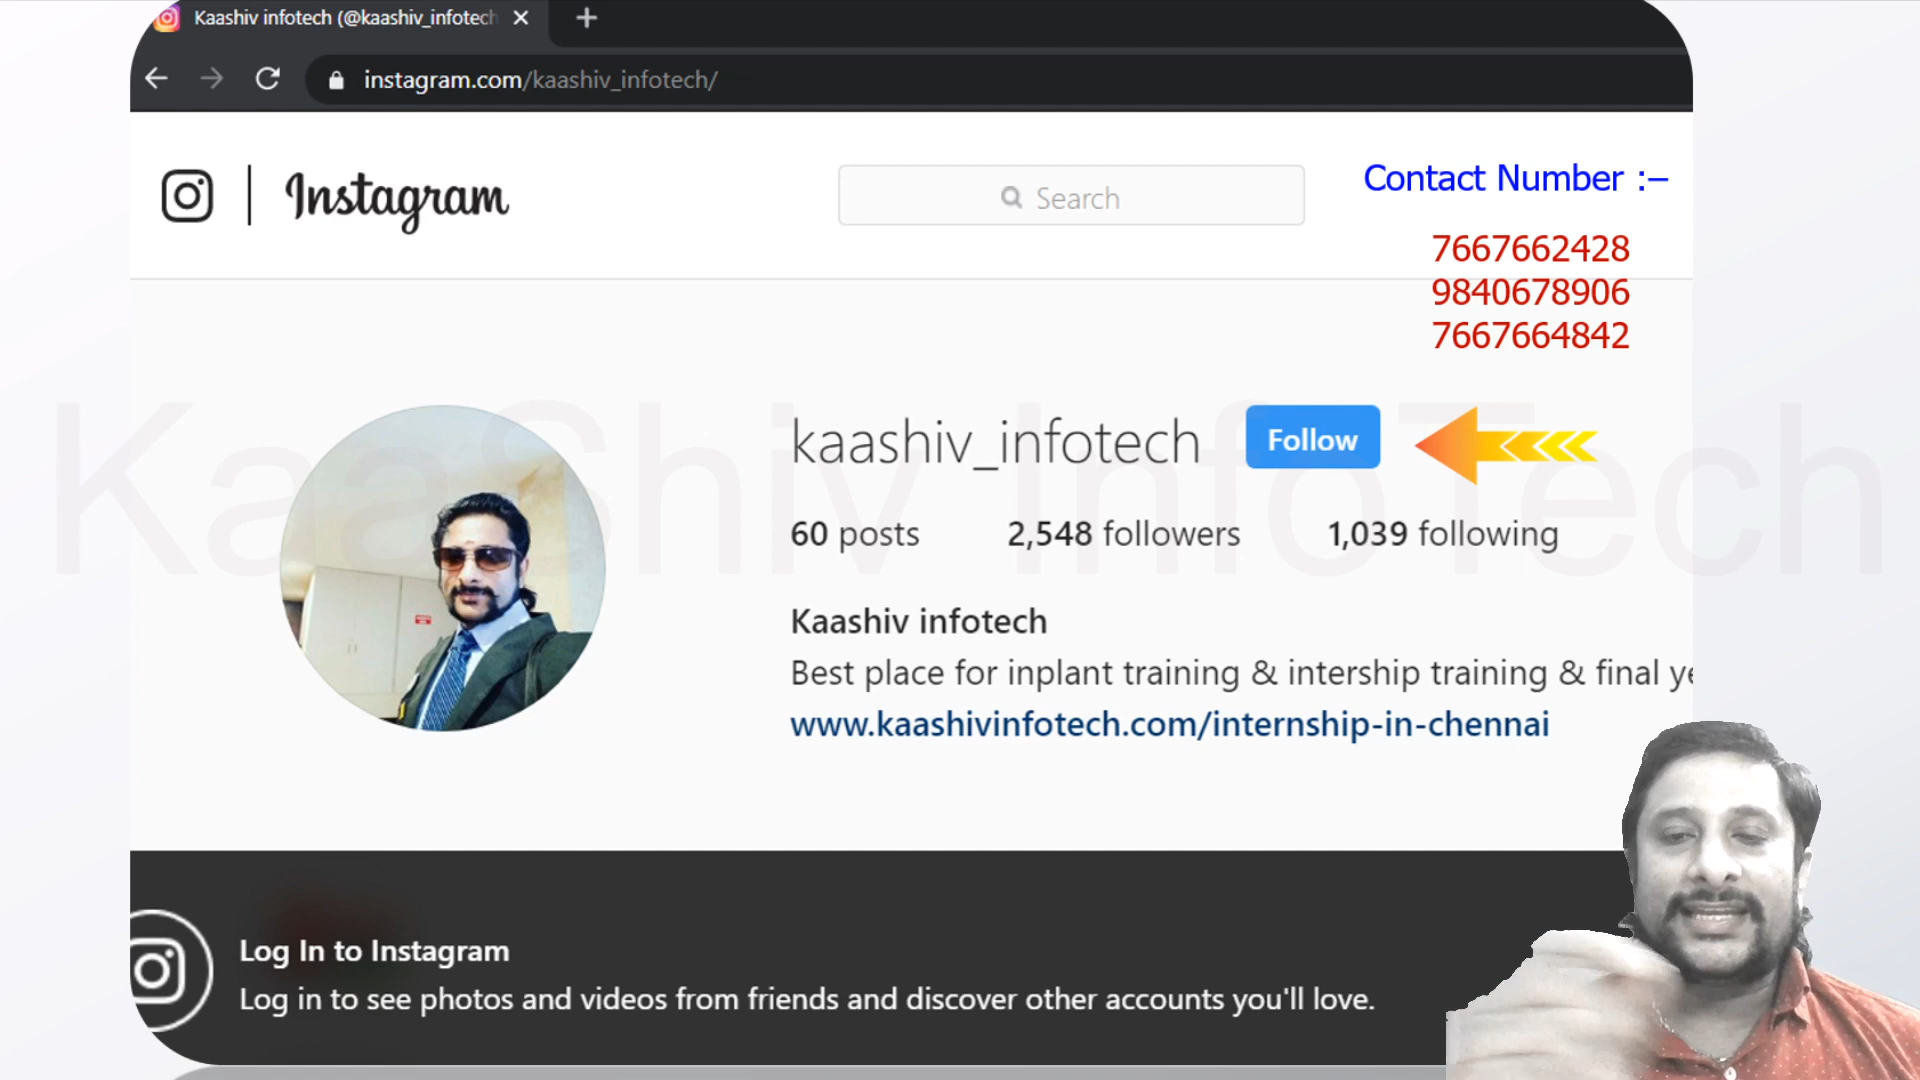 Kaashiv infotech (@kaashiv_infotech
instagram.com/kaashiv_infotech/
Instagram
Search
Contact Number :–
7667662428
9840678906
7667664842
KaaShiv InfoTech
kaashiv_infotech
Follow
60 posts 2,548 followers 1,039 following
Kaashiv infotech
Best place for inplant training & intership training & final ye
www.kaashivinfotech.com/internship-in-chennai
Log In to Instagram
Log in to see photos and videos from friends and discover other accounts you'll love.